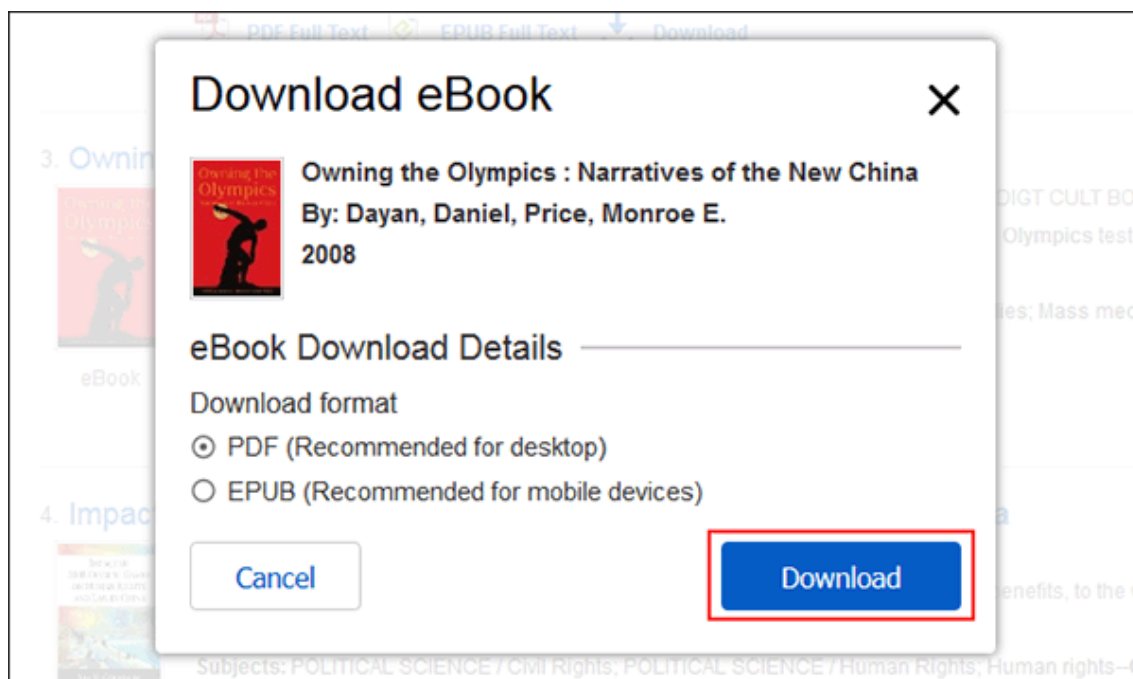 PDF Full Text EPUB Full Text Download
Download eBook
3. Ownin
Owning the
Olympics
Owning the Olympics : Narratives of the New China
By: Dayan, Daniel, Price, Monroe E.
2008
DIGT CULT BO
Olympics test
ies; Mass med
eBook
eBook Download Details
Download format
PDF (Recommended for desktop)
EPUB (Recommended for mobile devices)
4. Impac
a
Cancel
Download
enefits, to the
Subjects: POLITICAL SCIENCE / Civil Rights; POLITICAL SCIENCE / Human Rights; Human rights--